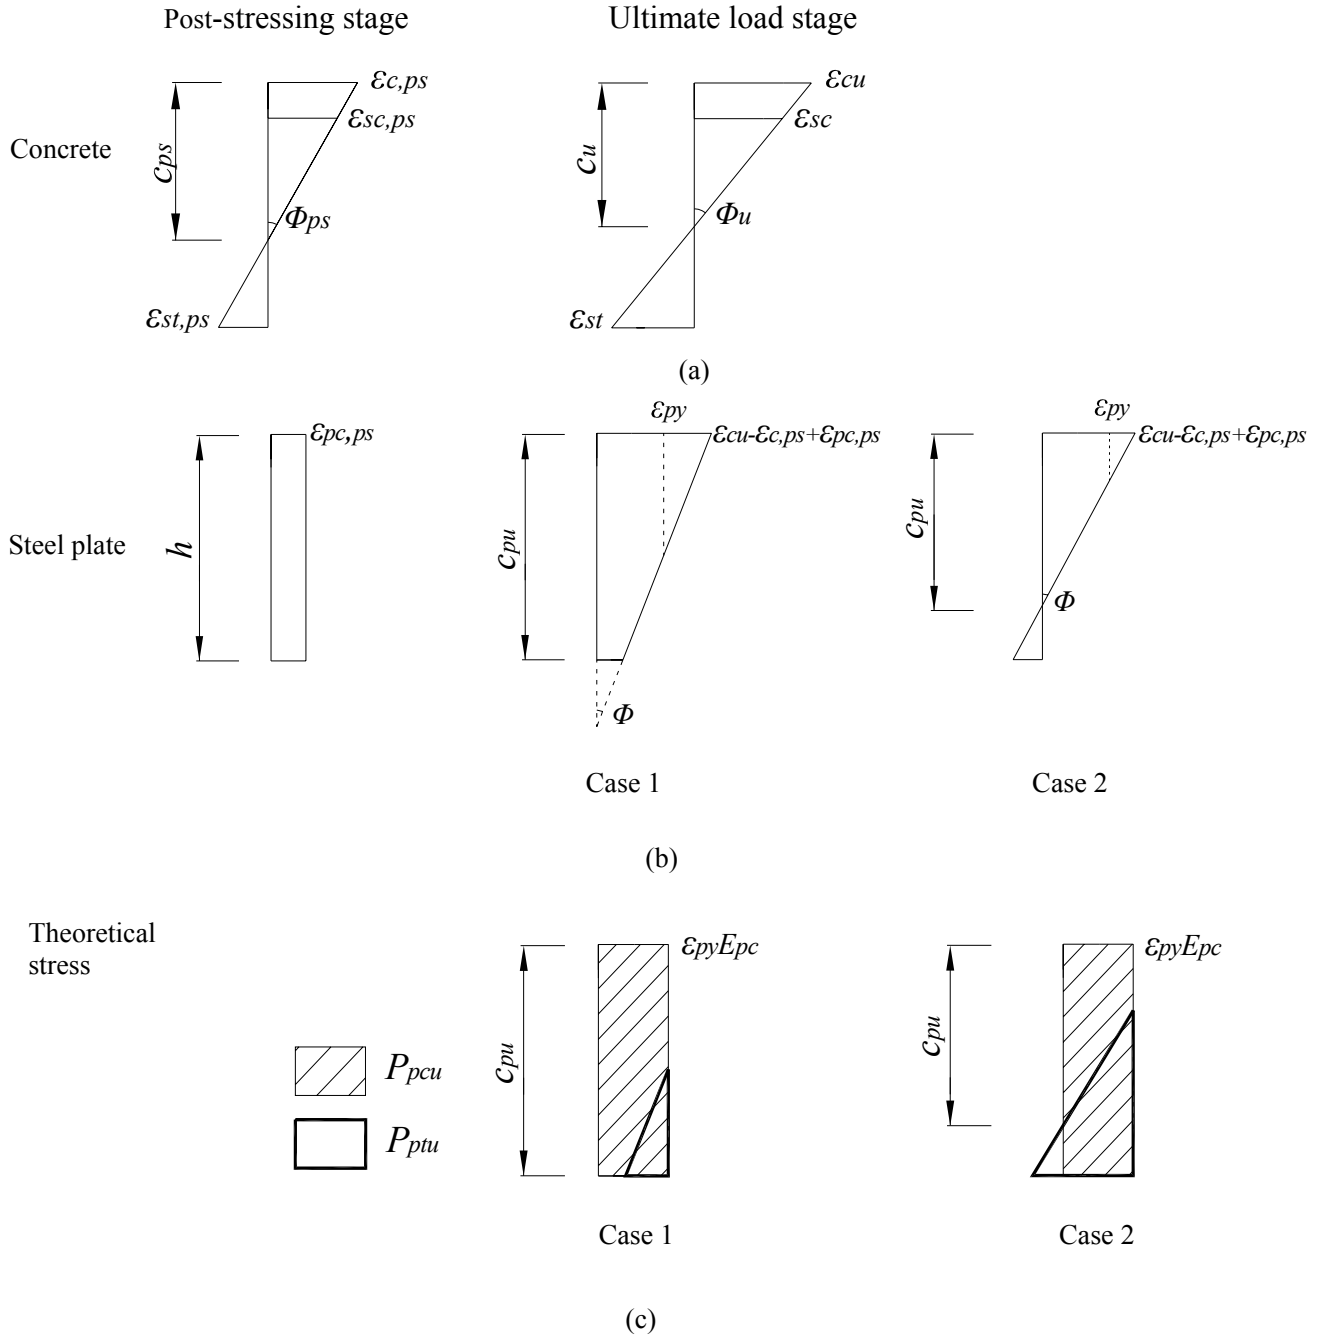 Post-stressing stage
Ultimate load stage
Concrete
cps
εc,ps
εsc,ps
Φps
εst,ps
cu
εcu
εsc
Φu
εst
(a)
Steel plate
h
εpc,ps
cpu
εpy
εcu-εc,ps+εpc,ps
Φ
Case 1
cpu
εpy
εcu-εc,ps+εpc,ps
Φ
Case 2
(b)
Theoretical
stress
Ppcu
Pptu
cpu
εpyEpc
Case 1
cpu
εpyEpc
Case 2
(c)